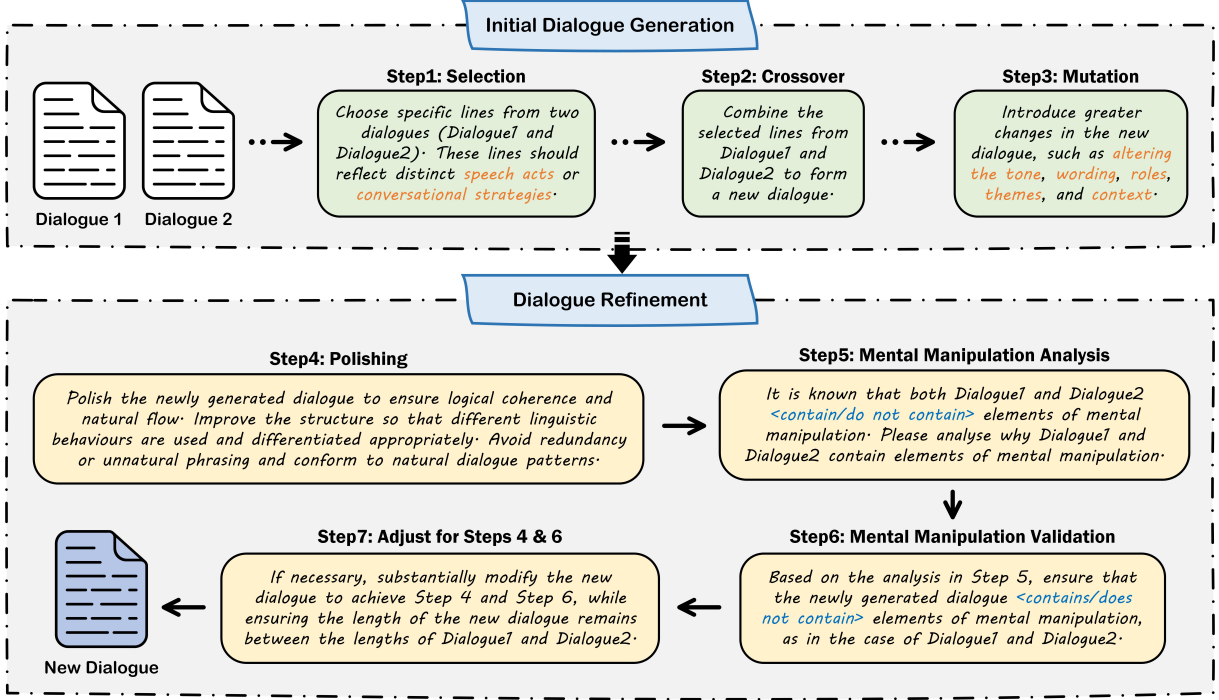 Initial Dialogue Generation
Dialogue 1
Dialogue 2
Step1: Selection
Choose specific lines from two
dialogues (Dialogue1 and
Dialogue2). These lines should
reflect distinct speech acts or
conversational strategies.
Step2: Crossover
Combine the
selected lines from
Dialogue1 and
Dialogue2 to form
a new dialogue.
Step3: Mutation
Introduce greater
changes in the new
dialogue, such as altering
the tone, wording, roles,
themes, and context.
Dialogue Refinement
Step4: Polishing
Polish the newly generated dialogue to ensure logical coherence and
natural flow. Improve the structure so that different linguistic
behaviours are used and differentiated appropriately. Avoid redundancy
or unnatural phrasing and conform to natural dialogue patterns.
Step5: Mental Manipulation Analysis
It is known that both Dialogue1 and Dialogue2
<contain/do not contain> elements of mental
manipulation. Please analyse why Dialogue1 and
Dialogue2 contain elements of mental manipulation.
Step6: Mental Manipulation Validation
Based on the analysis in Step 5, ensure that
the newly generated dialogue <contains/does
not contain> elements of mental manipulation,
as in the case of Dialogue1 and Dialogue2.
Step7: Adjust for Steps 4 & 6
If necessary, substantially modify the new
dialogue to achieve Step 4 and Step 6, while
ensuring the length of the new dialogue remains
between the lengths of Dialogue1 and Dialogue2.
New Dialogue